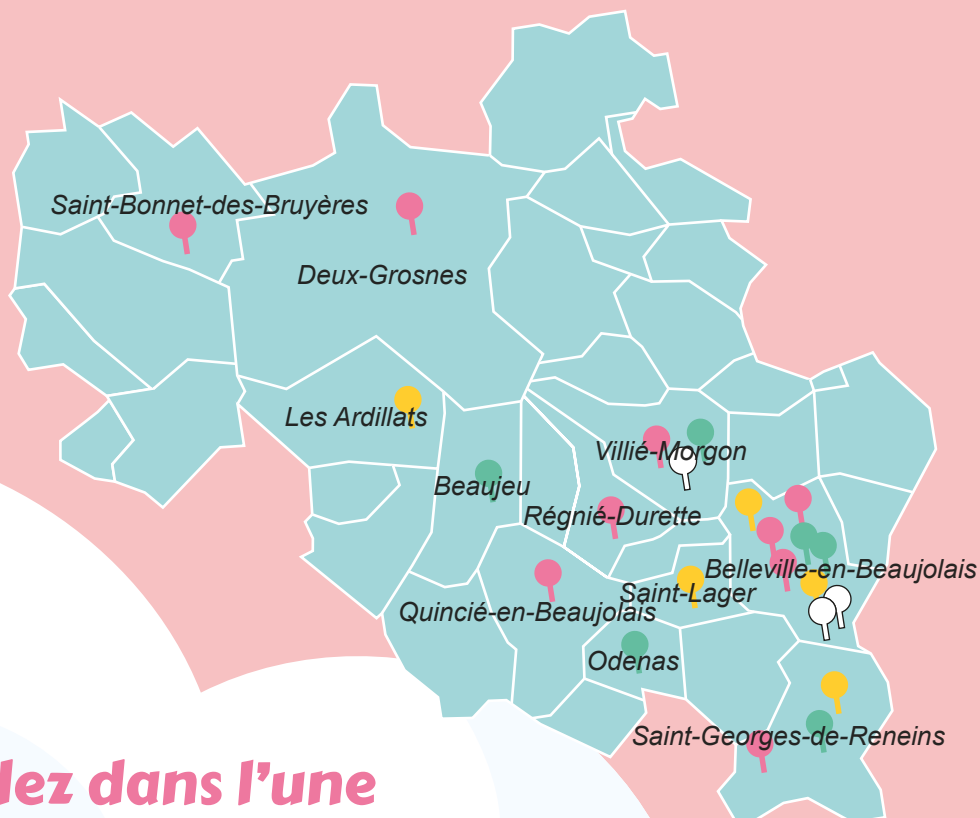 Saint-Bonnet-des-Bruyères
Deux-Grosnes
Les Ardillats
Villié-Morgon
Beaujeu
Régnié-Durette
Belleville-en-Beaujolais
Saint-Lager
Quincié-en-Beaujolais
Odenas
Saint-Georges-de-Reneins
dans l'une